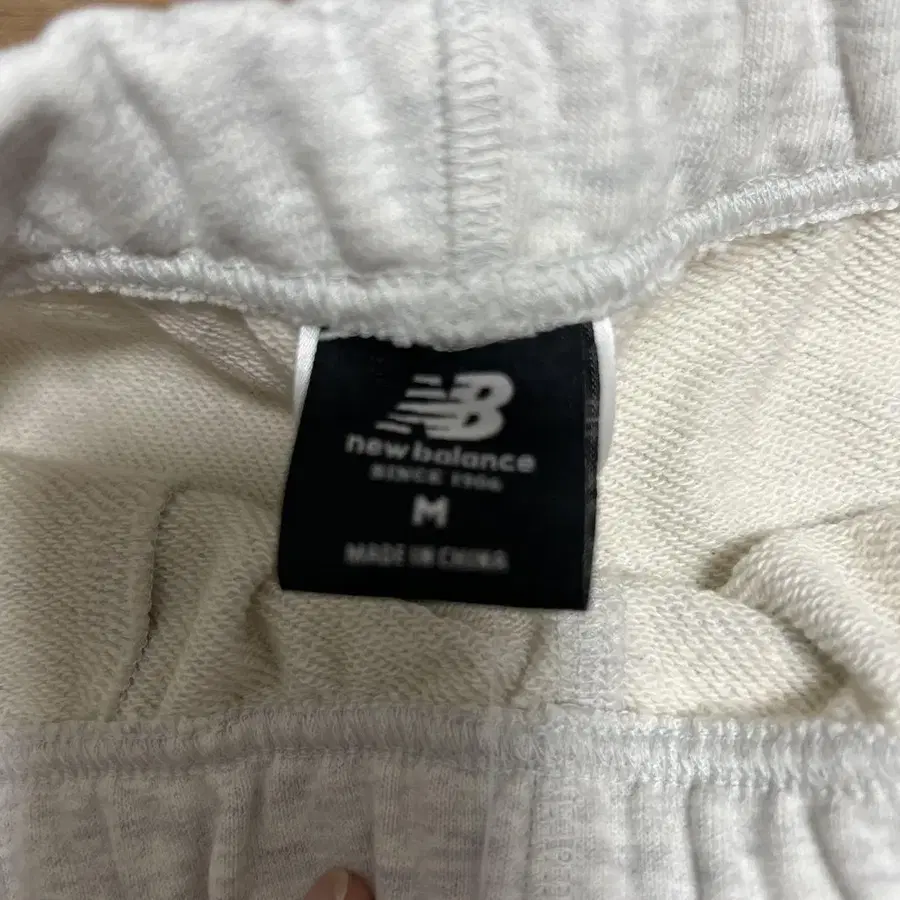 NB
new balance
SINCE 1906
M
MADE IN CHINA